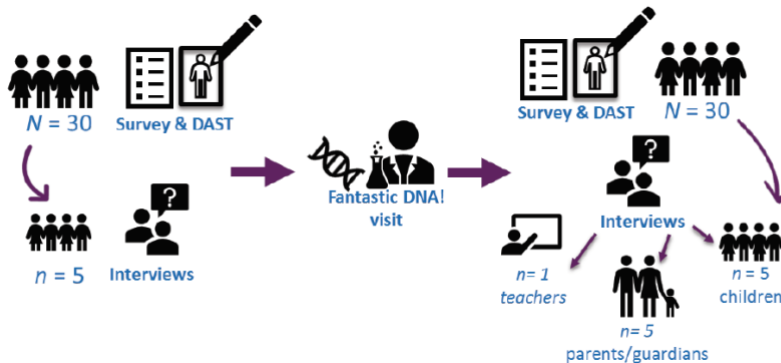 N = 30
Survey & DAST
?
n = 5
Interviews
Fantastic DNA!
visit
Survey & DAST
N = 30
?
Interviews
n= 1
teachers
n= 5
parents/guardians
n = 5
children